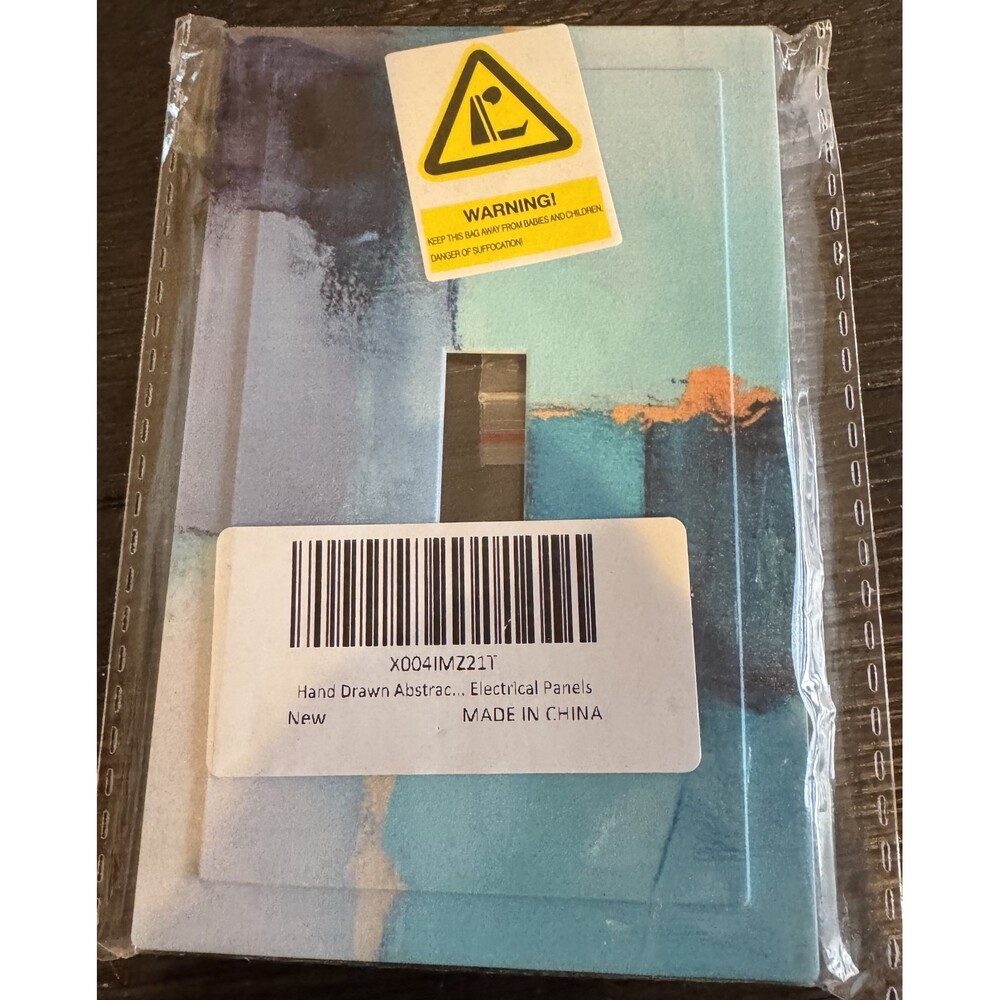 WARNING!
KEEP THIS BAG AWAY FROM BABIES AND CHILDREN.
DANGER OF SUFFOCATION!
X004IMZ21T
Hand Drawn Abstrac... Electrical Panels
New MADE IN CHINA